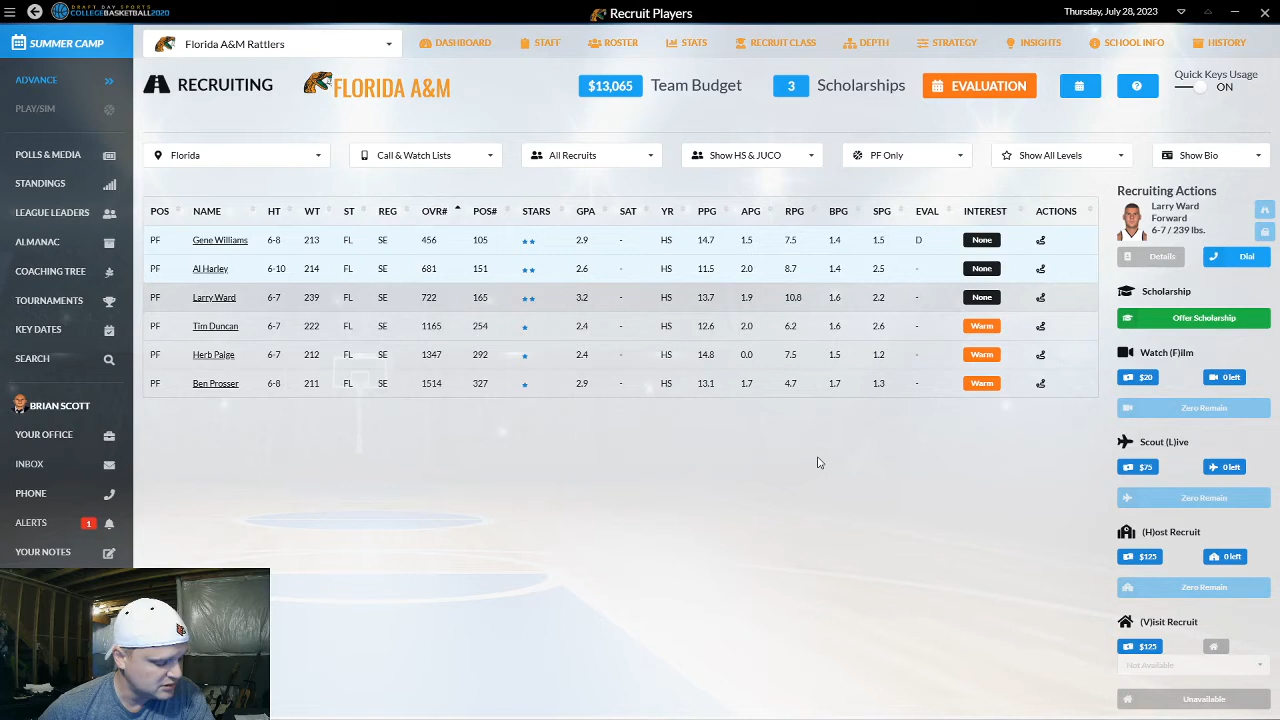 DRAFT DAY SPORTS
COLLEGE BASKETBALL 2020
Recruit Players
Thursday, July 28, 2023
SUMMER CAMP
Florida A&M Rattlers
DASHBOARD STAFF ROSTER STATS RECRUIT CLASS DEPTH STRATEGY INSIGHTS SCHOOL INFO HISTORY
ADVANCE
PLAY/SIM
POLLS & MEDIA
STANDINGS
LEAGUE LEADERS
ALMANAC
COACHING TREE
TOURNAMENTS
KEY DATES
SEARCH
BRIAN SCOTT
YOUR OFFICE
INBOX
PHONE
ALERTS 1
YOUR NOTES
RECRUITING
FLORIDA A&M
$13,065 Team Budget
3 Scholarships
EVALUATION
Quick Keys Usage
ON
Florida Call & Watch Lists All Recruits Show HS & JUCO PF Only Show All Levels Show Bio
POS NAME HT WT ST REG OVR# POS# STARS GPA SAT YR PPG APG RPG BPG SPG EVAL INTEREST ACTIONS
PF Gene Williams 6-8 213 FL SE 456 105 2.9 - HS 14.7 1.5 7.5 1.4 1.5 D None
PF Al Harley 6-10 214 FL SE 681 151 2.6 - HS 11.5 2.0 8.7 1.4 2.5 - None
PF Larry Ward 6-7 239 FL SE 722 165 3.2 - HS 13.7 1.9 10.8 1.6 2.2 - None
PF Tim Duncan 6-7 222 FL SE 1165 254 2.4 - HS 17.6 2.0 6.2 1.6 2.6 - Warm
PF Herb Paige 6-7 212 FL SE 1347 292 2.4 - HS 14.8 0.0 7.5 1.5 1.2 - Warm
PF Ben Prosser 6-8 211 FL SE 1514 327 2.9 - HS 13.1 1.7 4.7 1.7 1.3 - Warm
Recruiting Actions
Larry Ward
Forward
6-7 / 239 lbs.
Details Dial
Scholarship
Offer Scholarship
Watch (F)ilm
$20 0 left
Zero Remain
Scout (L)ive
$75 0 left
Zero Remain
(H)ost Recruit
$125 0 left
Zero Remain
(V)isit Recruit
$125
Not Available
Unavailable